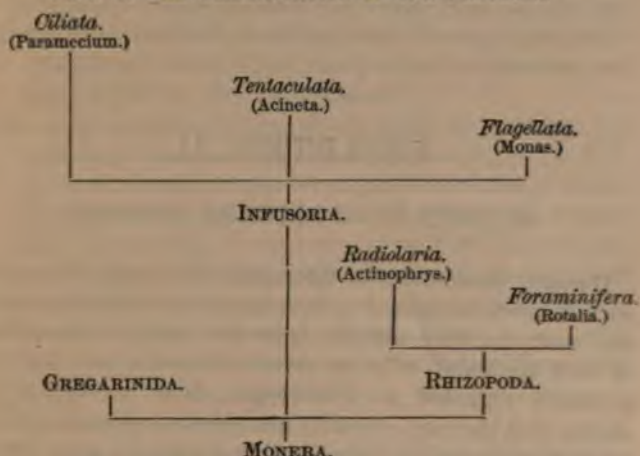 Ciliata.
(Paramecium.)
Tentaculata.
(Acineta.)
Flagellata.
(Monas.)
INFUSORIA.
Radiolaria.
(Actinophrys.)
Foraminifera.
(Rotalia.)
GREGARINIDA.
RHIZOPODA.
MONERA.